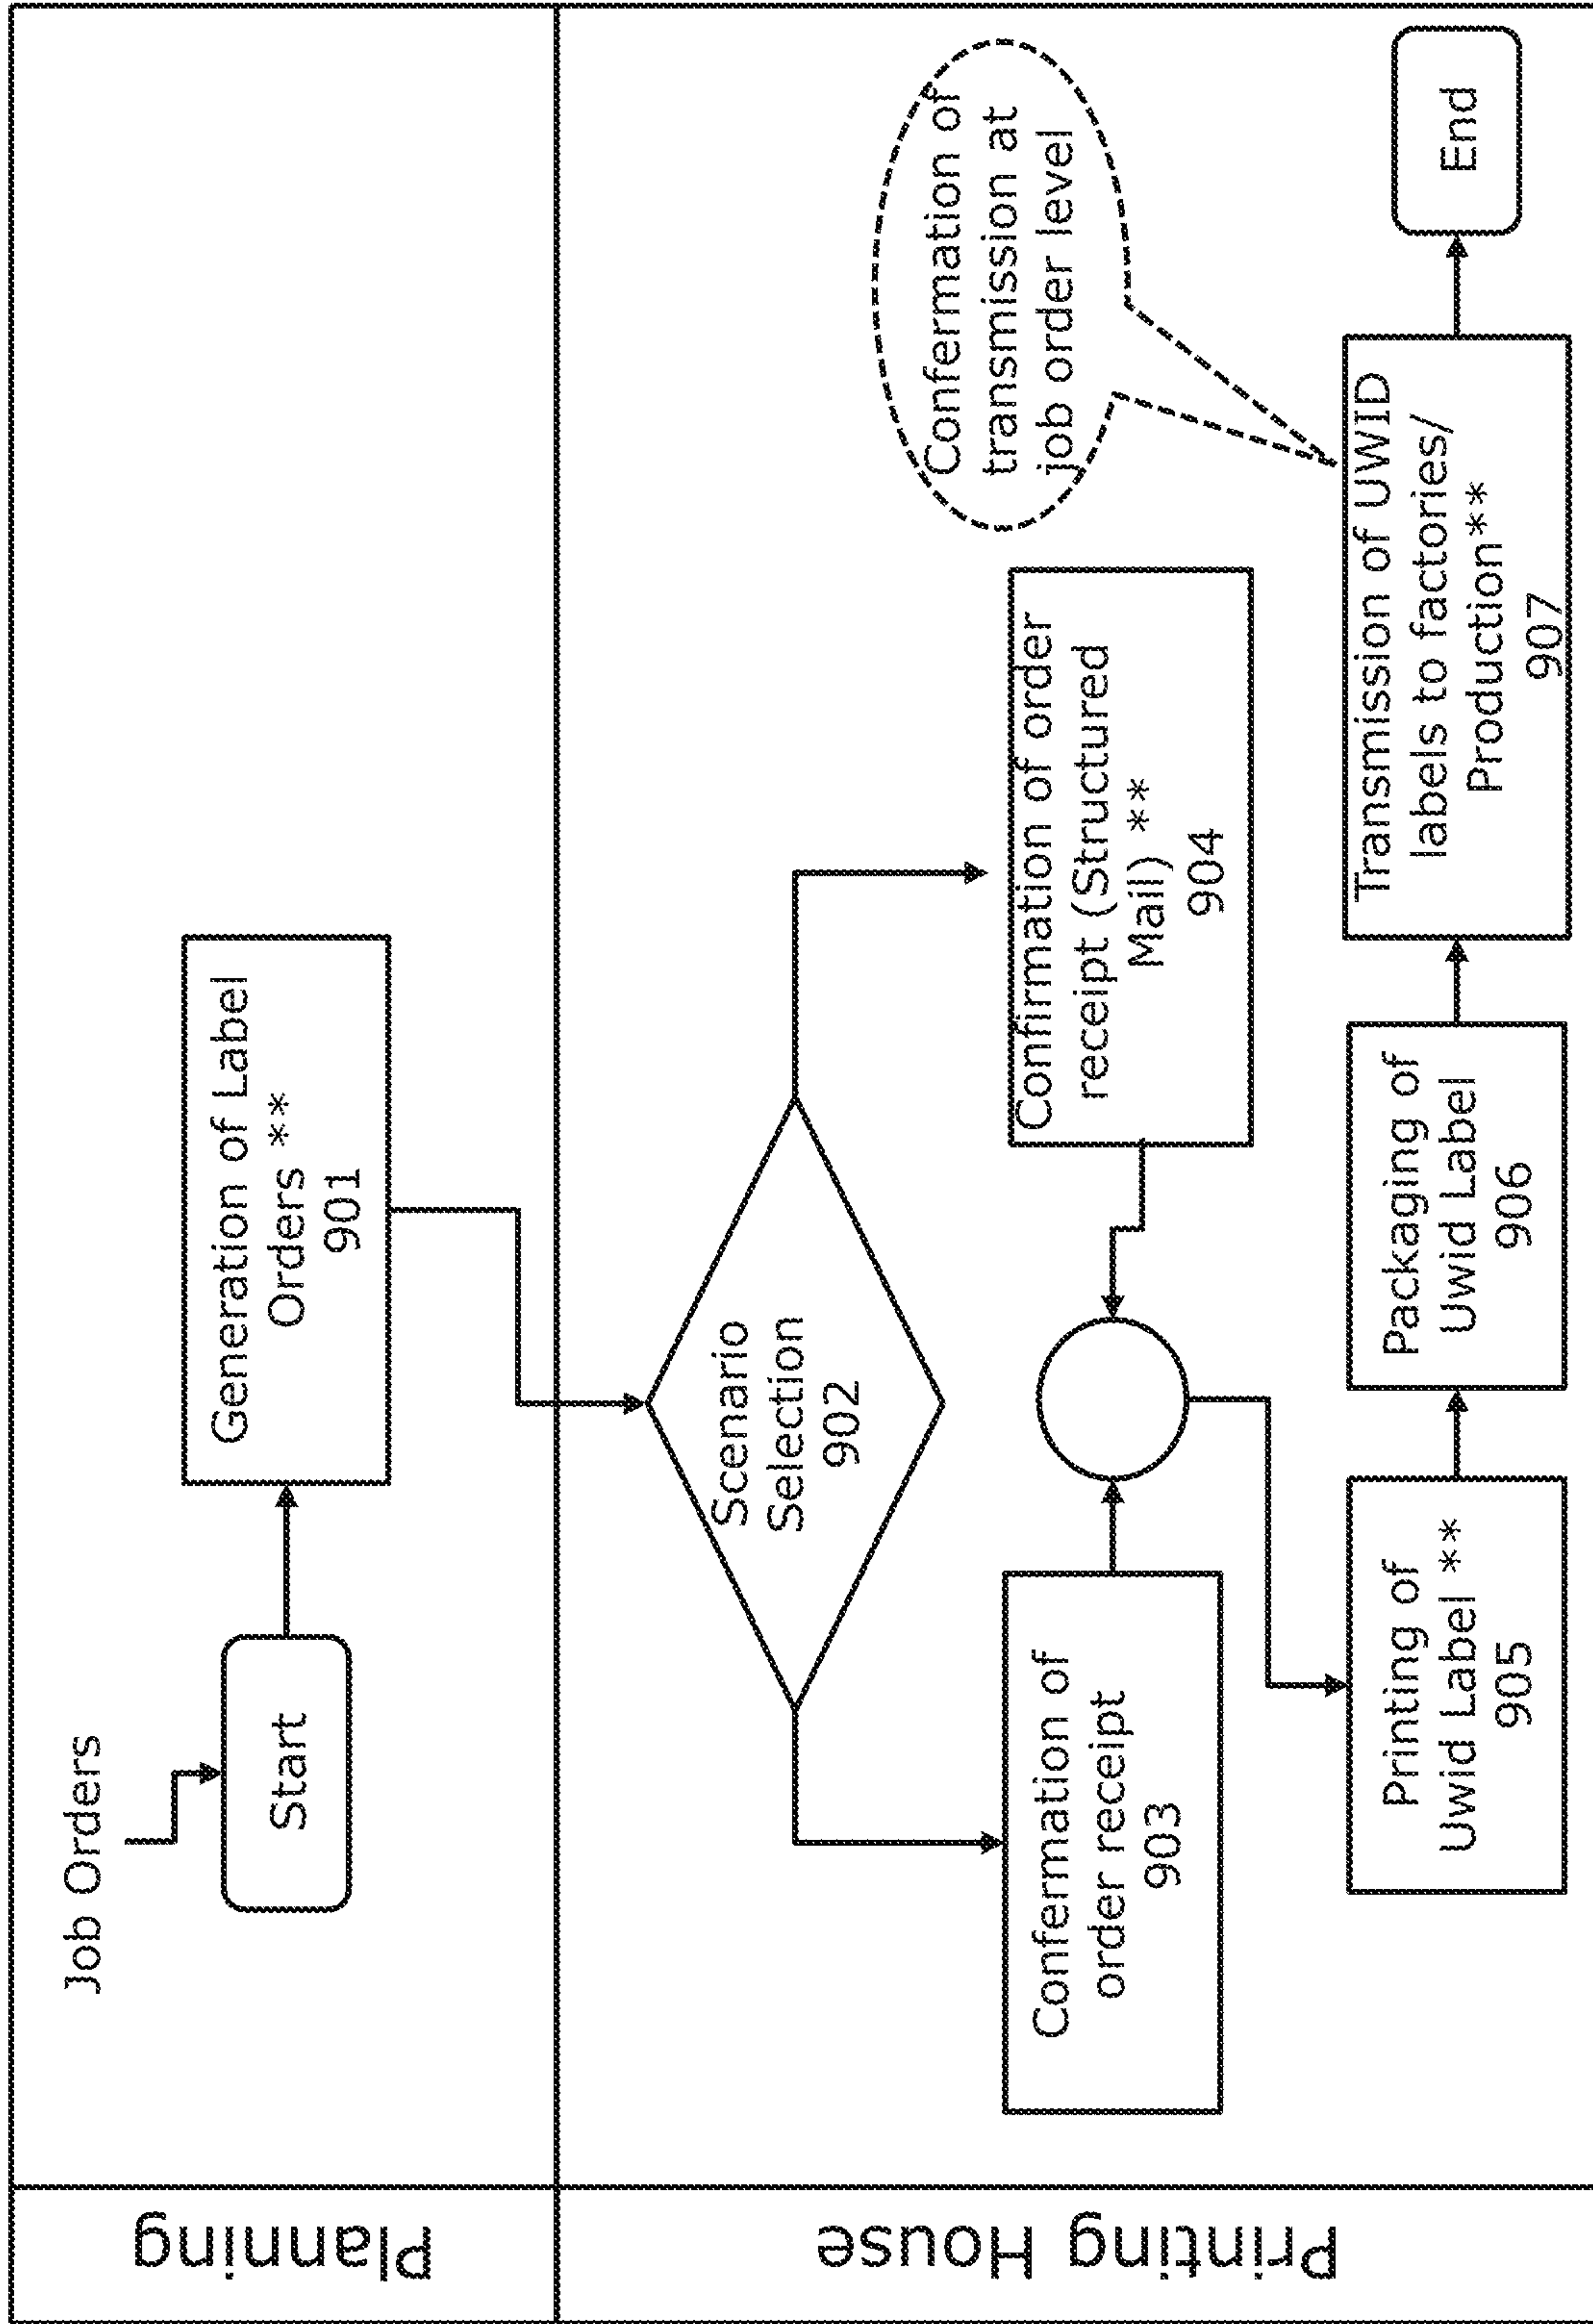 Planning
Job Orders
Start
Generation of Label
Orders **
901
Printing House
Scenario
Selection
902
Confermation of
order receipt
903
Confirmation of order
receipt (Structured
Mail) **
904
Printing of
Uwid Label **
905
Packaging of
Uwid Label
906
Transmission of UWID
labels to factories/
Production**
907
Confermation of
transmission at
job order level
End